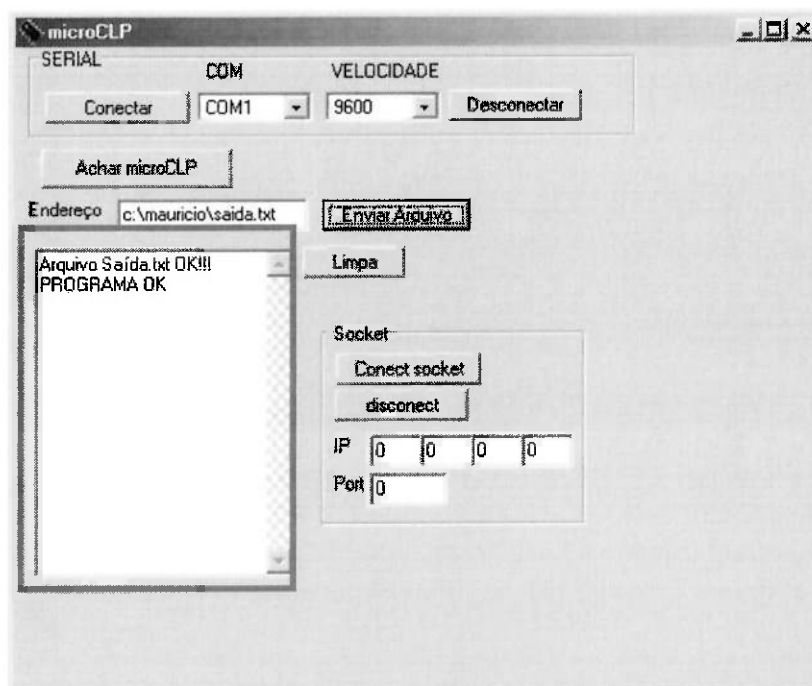 microCLP
SERIAL
COM VELOCIDADE
Conectar COM1 9600 Desconectar
Achar microCLP
Endereço c:\mauricio\saida.txt Enviar Arquivo
Arquivo Saída.txt OK!!! Limpa
PROGRAMA OK
Socket
Conect socket
disconect
IP 0 0 0 0
Port 0